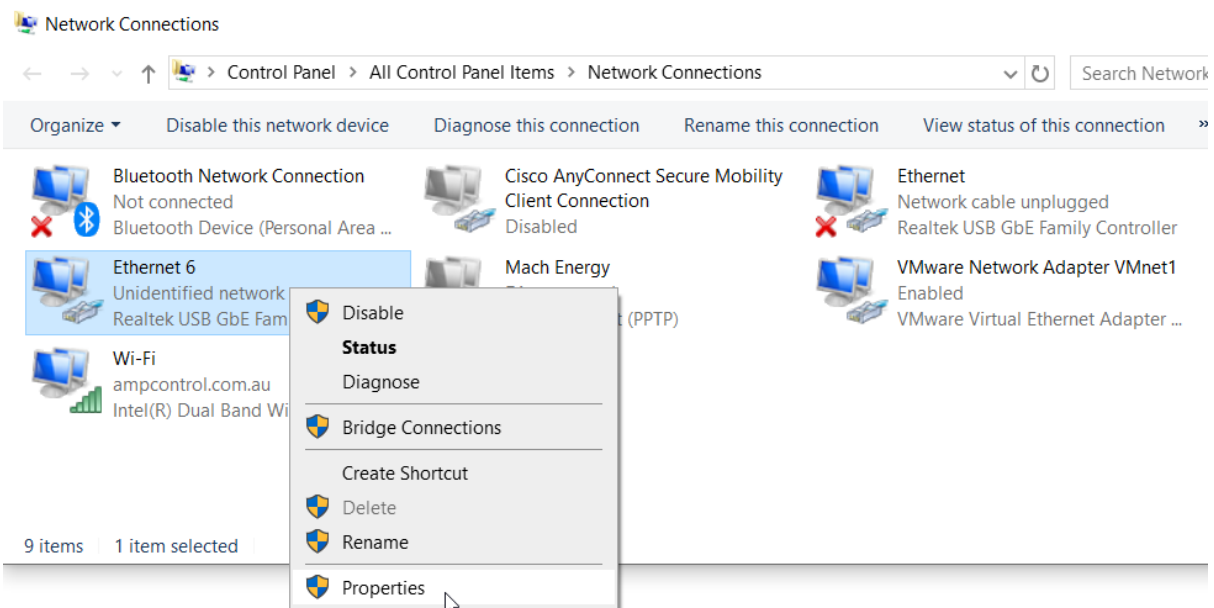 Network Connections
Control Panel > All Control Panel Items > Network Connections
Search Network
Organize
Disable this network device
Diagnose this connection
Rename this connection
View status of this connection
»
Bluetooth Network Connection
Not connected
Bluetooth Device (Personal Area ...
Cisco AnyConnect Secure Mobility
Client Connection
Disabled
Ethernet
Network cable unplugged
Realtek USB GbE Family Controller
Ethernet 6
Unidentified network
Realtek USB GbE Fam
Mach Energy
t (PPTP)
VMware Network Adapter VMnet1
Enabled
VMware Virtual Ethernet Adapter ...
Wi-Fi
ampcontrol.com.au
Intel(R) Dual Band Wi
Disable
Status
Diagnose
Bridge Connections
Create Shortcut
Delete
Rename
Properties
9 items
1 item selected